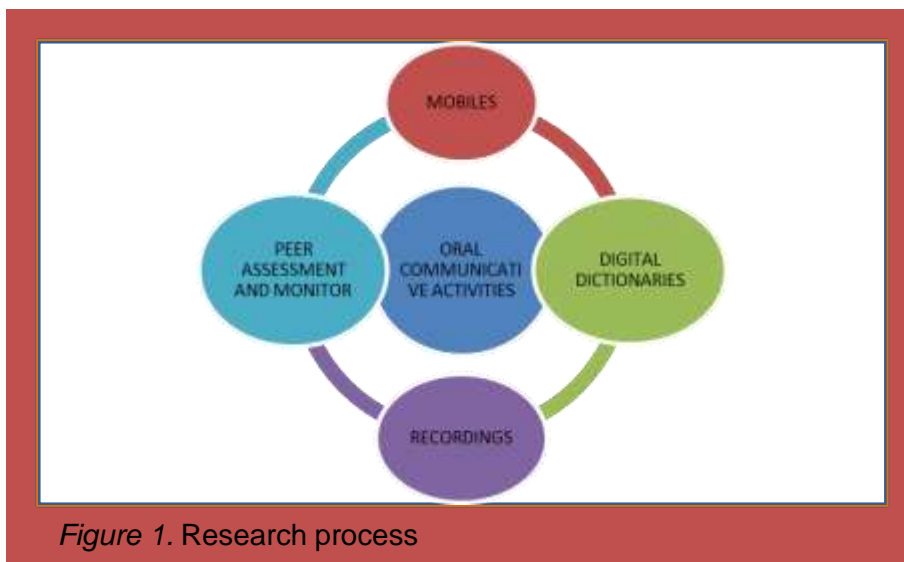 MOBILES
PEER
ASSESSMENT
AND MONITOR
ORAL
COMMUNICATI
VE ACTIVITIES
DIGITAL
DICTIONARIES
RECORDINGS
Figure 1. Research process